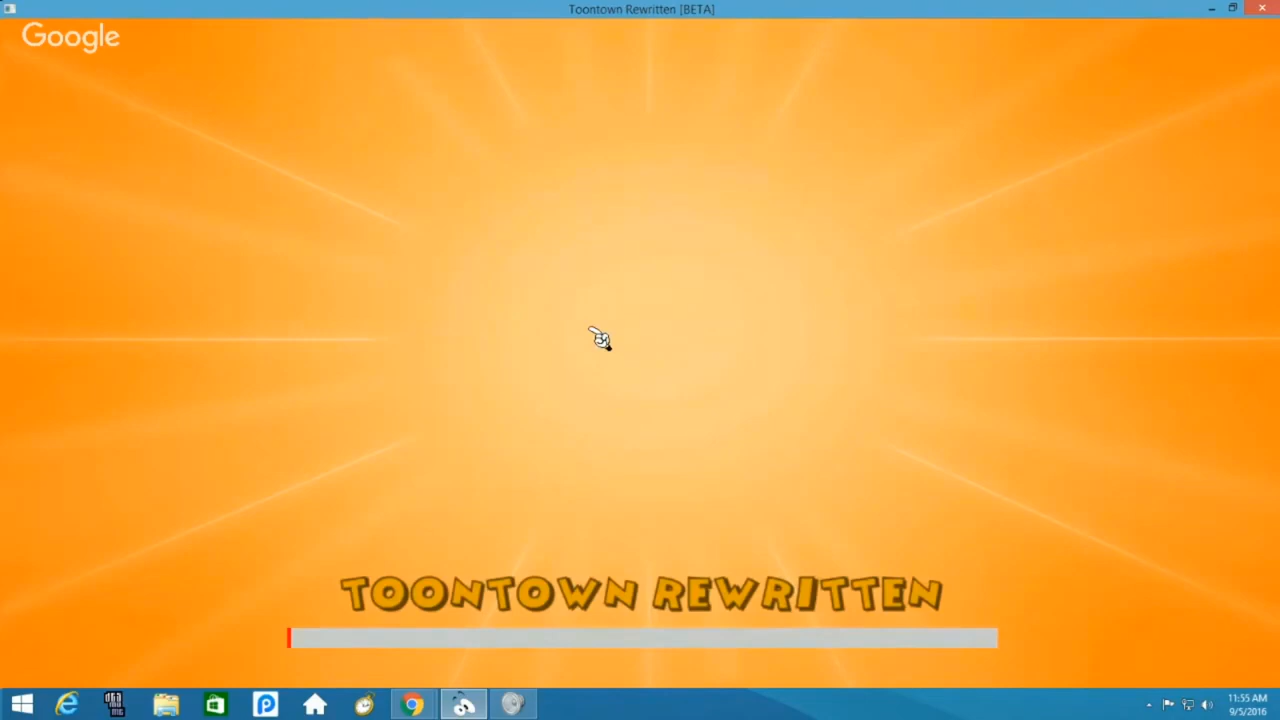 Toontown Rewritten [BETA]
Google
TOONTOWN REWRITTEN
11:55 AM
9/5/2016